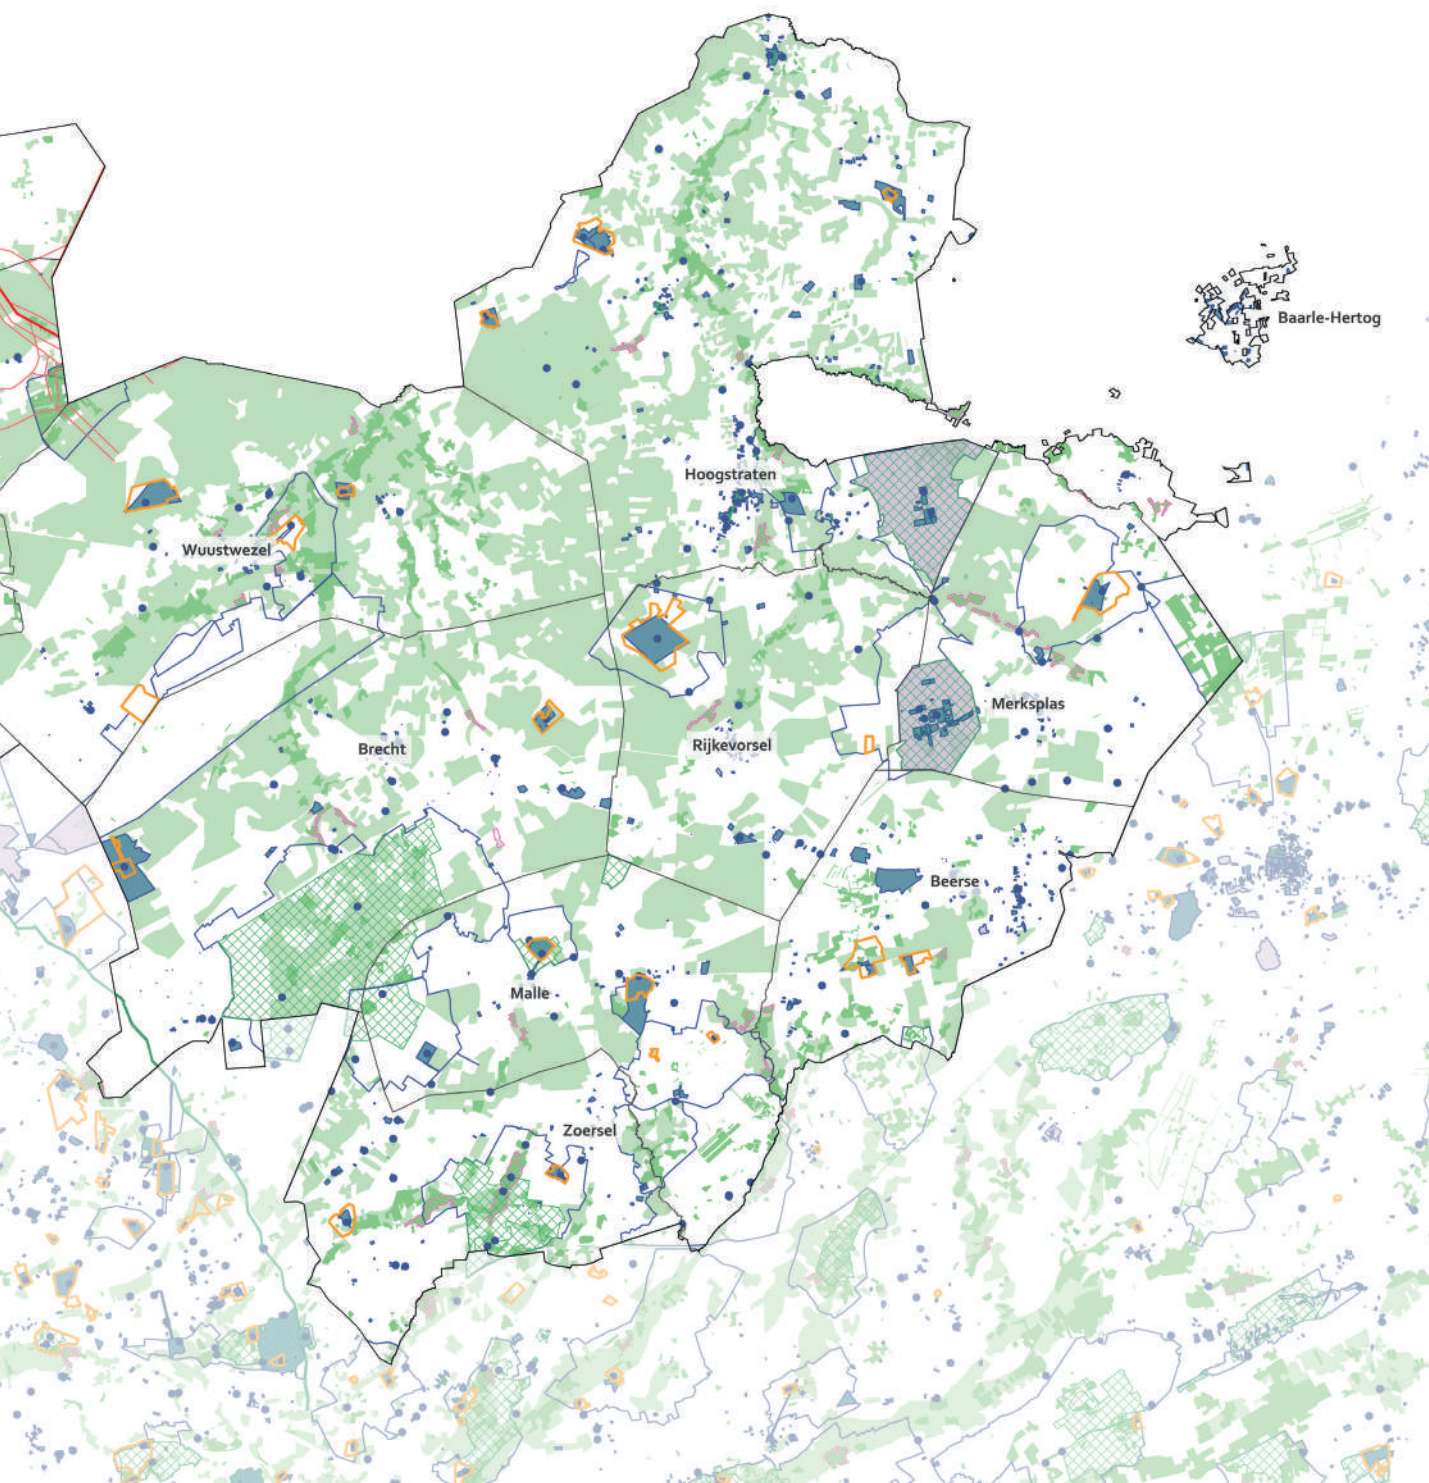 Baarle-Hertog
Hoogstraten
Wuustwezel
Merksplas
Rijkevorsel
Brecht
Beerse
Malle
Zoersel